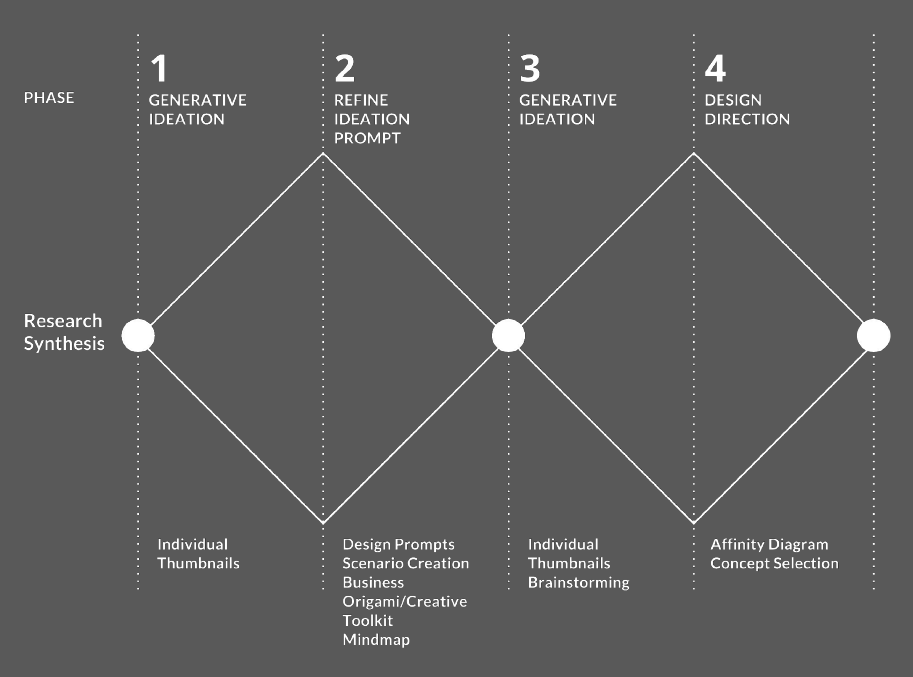 PHASE
1
GENERATIVE
IDEATION
2
REFINE
IDEATION
PROMPT
3
GENERATIVE
IDEATION
4
DESIGN
DIRECTION
Research
Synthesis
Individual
Thumbnails
Design Prompts
Scenario Creation
Business
Origami/Creative
Toolkit
Mindmap
Individual
Thumbnails
Brainstorming
Affinity Diagram
Concept Selection